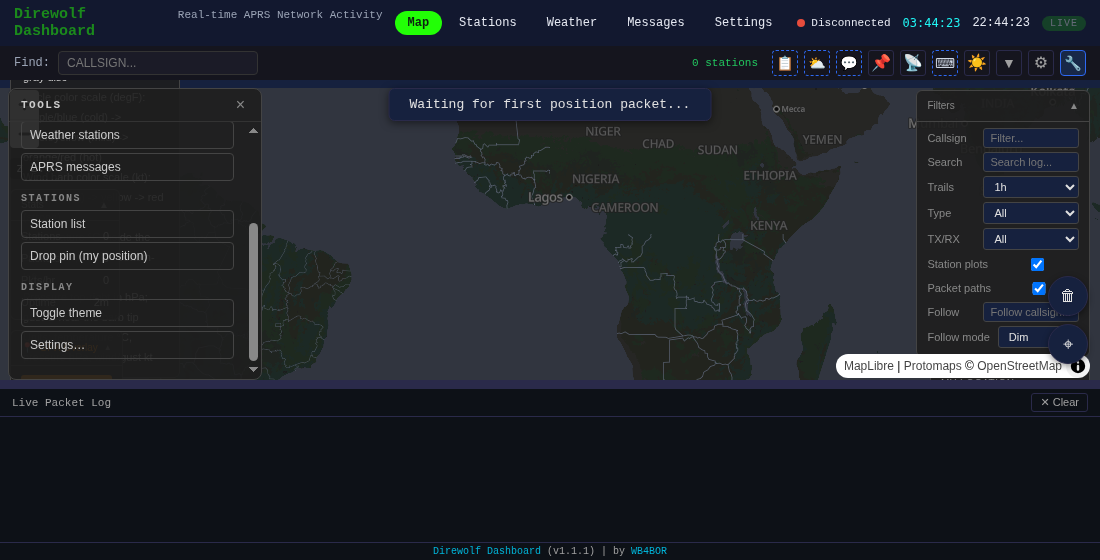 Direwolf Dashboard
Real-time APRS Network Activity
Map
Stations
Weather
Messages
Settings
Disconnected
03:44:23
22:44:23
LIVE
Find:
CALLSIGN...
0 stations
TOOLS
×
Weather stations
APRS messages
STATIONS
Station list
Drop pin (my position)
DISPLAY
Toggle theme
Settings…
Waiting for first position packet...
Mecca
NIGER
CHAD
SUDAN
YEMEN
NIGERIA
ETHIOPIA
Lagos
CAMEROON
KENYA
Filters
Callsign
Filter...
Search
Search log...
Trails
1h
Type
All
TX/RX
All
Station plots
Packet paths
Follow
Follow callsig
Follow mode
Dim
MapLibre | Protomaps © OpenStreetMap
Live Packet Log
✕ Clear
Direwolf Dashboard (v1.1.1) | by WB4BOR